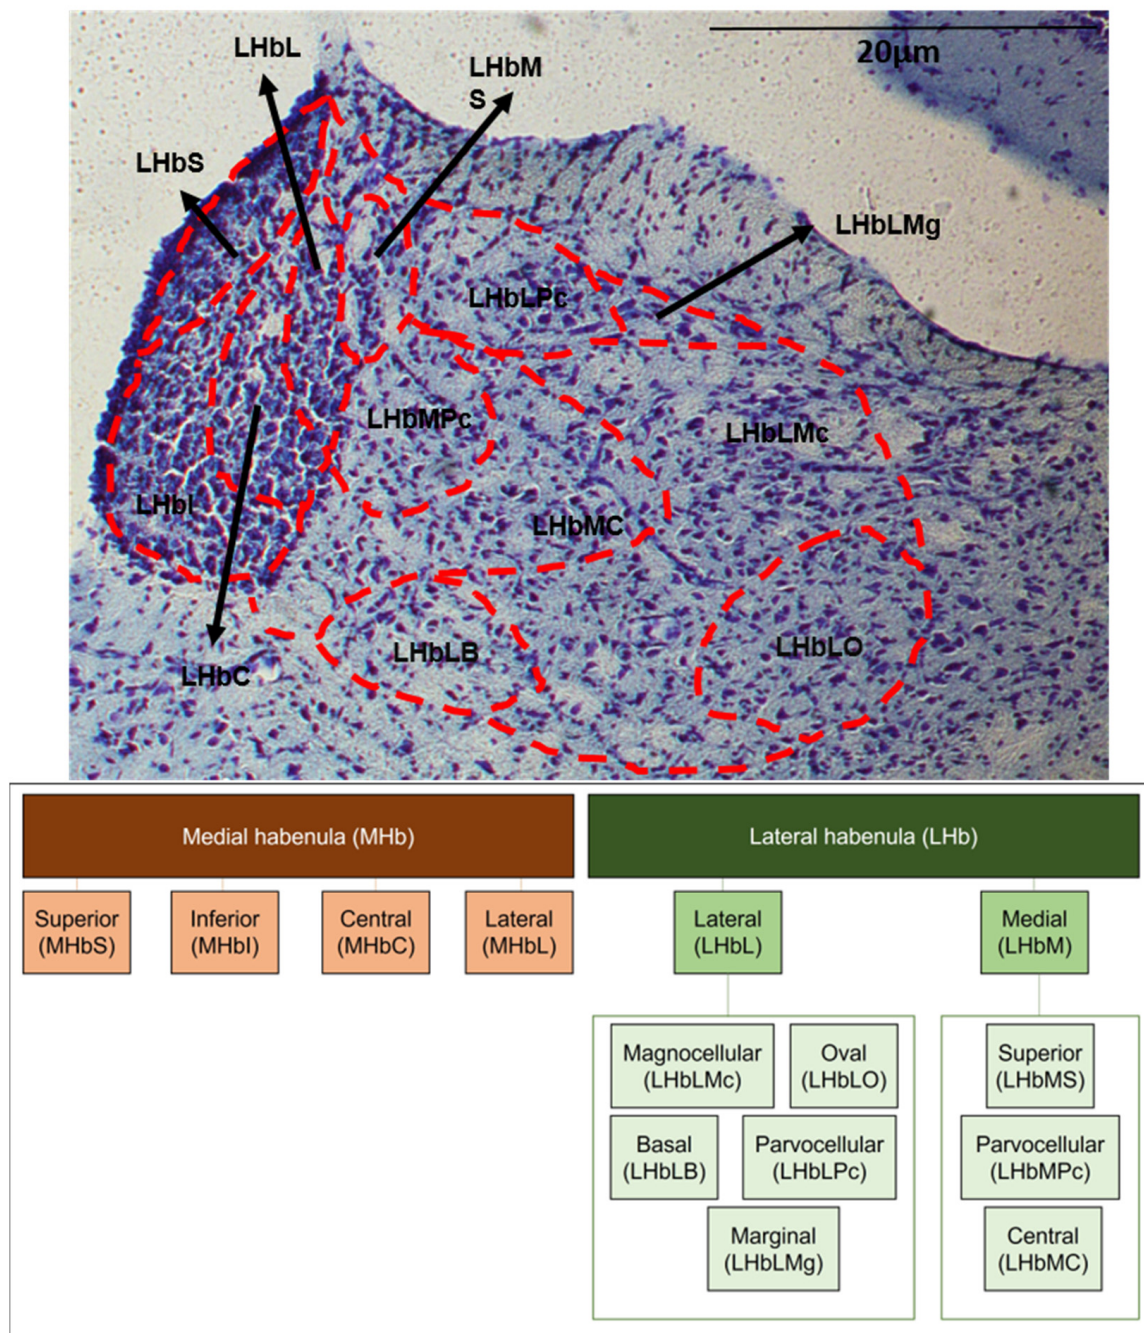 20µm
LHbL
LHbM
S
LHbS
LHbLMg
LHbLPc
LHbMPc
LHbLMc
LHbI
LHbMC
LHbLB
LHbLO
LHbC
Medial habenula (MHb)
Lateral habenula (LHb)
Superior
(MHbS)
Inferior
(MHbI)
Central
(MHbC)
Lateral
(MHbL)
Lateral
(LHbL)
Medial
(LHbM)
Magnocellular
(LHbLMc)
Oval
(LHbLO)
Superior
(LHbMS)
Basal
(LHbLB)
Parvocellular
(LHbLPc)
Parvocellular
(LHbMPc)
Marginal
(LHbLMg)
Central
(LHbMC)